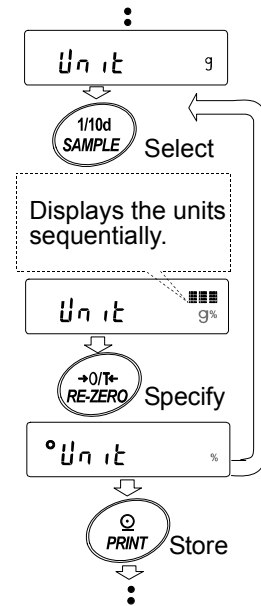 Unit g
1/10d
SAMPLE Select
Displays the units
sequentially.
Unit g%
→0/T←
RE-ZERO Specify
°Unit %
PRINT Store